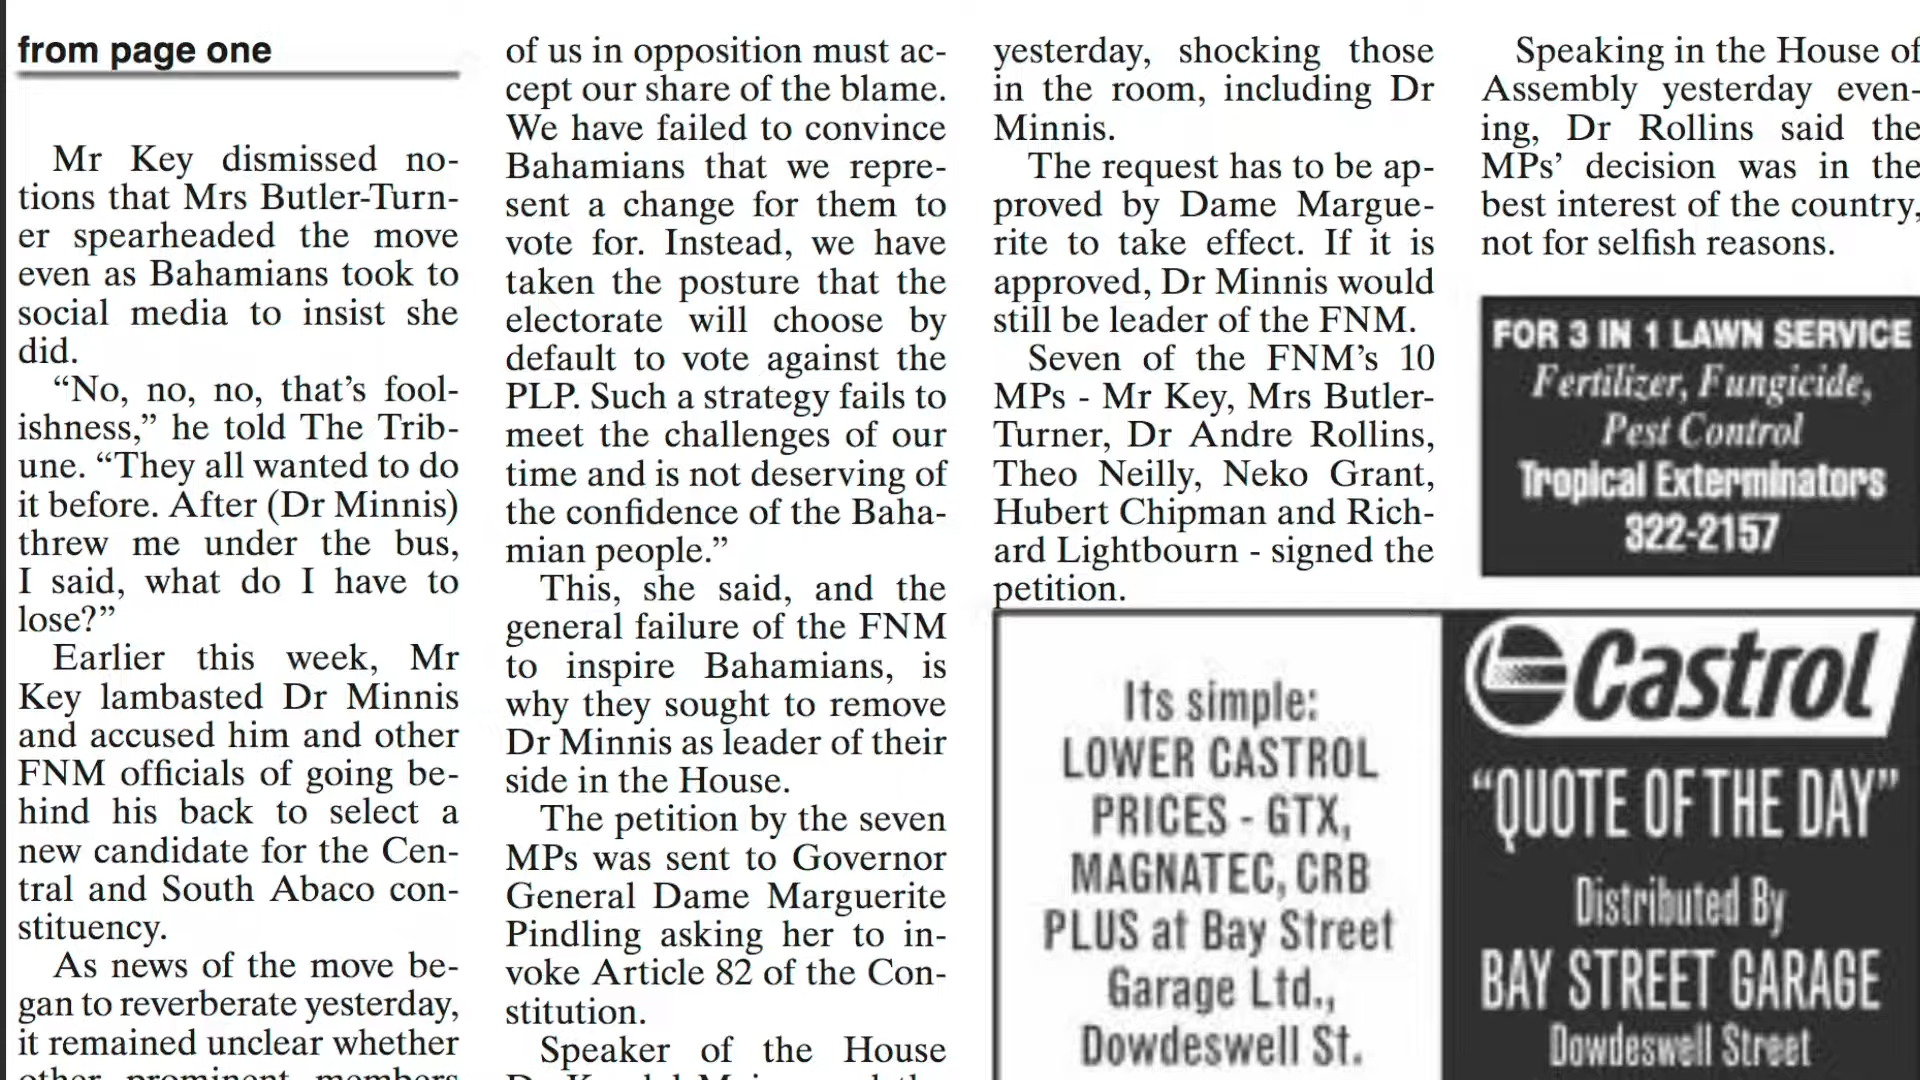 from page one
Mr Key dismissed no-
tions that Mrs Butler-Turn-
er spearheaded the move
even as Bahamians took to
social media to insist she
did.
“No, no, no, that’s fool-
ishness,” he told The Trib-
une. “They all wanted to do
it before. After (Dr Minnis)
threw me under the bus,
I said, what do I have to
lose?”
Earlier this week, Mr
Key lambasted Dr Minnis
and accused him and other
FNM officials of going be-
hind his back to select a
new candidate for the Cen-
tral and South Abaco con-
stituency.
As news of the move be-
gan to reverberate yesterday,
it remained unclear whether
other prominent members
of us in opposition must ac-
cept our share of the blame.
We have failed to convince
Bahamians that we repre-
sent a change for them to
vote for. Instead, we have
taken the posture that the
electorate will choose by
default to vote against the
PLP. Such a strategy fails to
meet the challenges of our
time and is not deserving of
the confidence of the Baha-
mian people.”
This, she said, and the
general failure of the FNM
to inspire Bahamians, is
why they sought to remove
Dr Minnis as leader of their
side in the House.
The petition by the seven
MPs was sent to Governor
General Dame Marguerite
Pindling asking her to in-
voke Article 82 of the Con-
stitution.
Speaker of the House
yesterday, shocking those
in the room, including Dr
Minnis.
The request has to be ap-
proved by Dame Margue-
rite to take effect. If it is
approved, Dr Minnis would
still be leader of the FNM.
Seven of the FNM’s 10
MPs - Mr Key, Mrs Butler-
Turner, Dr Andre Rollins,
Theo Neilly, Neko Grant,
Hubert Chipman and Rich-
ard Lightbourn - signed the
petition.
Speaking in the House of
Assembly yesterday even-
ing, Dr Rollins said the
MPs’ decision was in the
best interest of the country,
not for selfish reasons.
FOR 3 IN 1 LAWN SERVICE
Fertilizer, Fungicide,
Pest Control
Tropical Exterminators
322-2157
Its simple:
LOWER CASTROL
PRICES - GTX,
MAGNATEC, CRB
PLUS at Bay Street
Garage Ltd.,
Dowdeswell St.
Castrol
“QUOTE OF THE DAY”
Distributed By
BAY STREET GARAGE
Dowdeswell Street